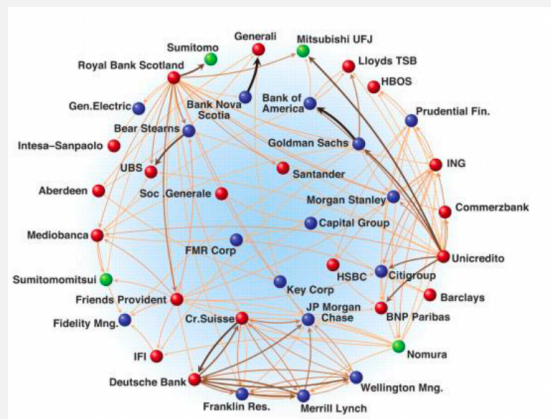 Generali
Sumitomo
Mitsubishi UFJ
Royal Bank Scotland
Lloyds TSB
HBOS
Gen.Electric
Bank Nova
Scotia
Bank of
America
Prudential Fin.
Bear Stearns
Goldman Sachs
Intesa-Sanpaolo
UBS
Santander
ING
Aberdeen
Soc .Generale
Morgan Stanley
Commerzbank
Capital Group
Mediobanca
FMR Corp
Unicredito
HSBC
Citigroup
Sumitomomitsui
Key Corp
Friends Provident
Barclays
JP Morgan
Chase
BNP Paribas
Fidelity Mng.
Cr.Suisse
Nomura
IFI
Deutsche Bank
Wellington Mng.
Franklin Res.
Merrill Lynch